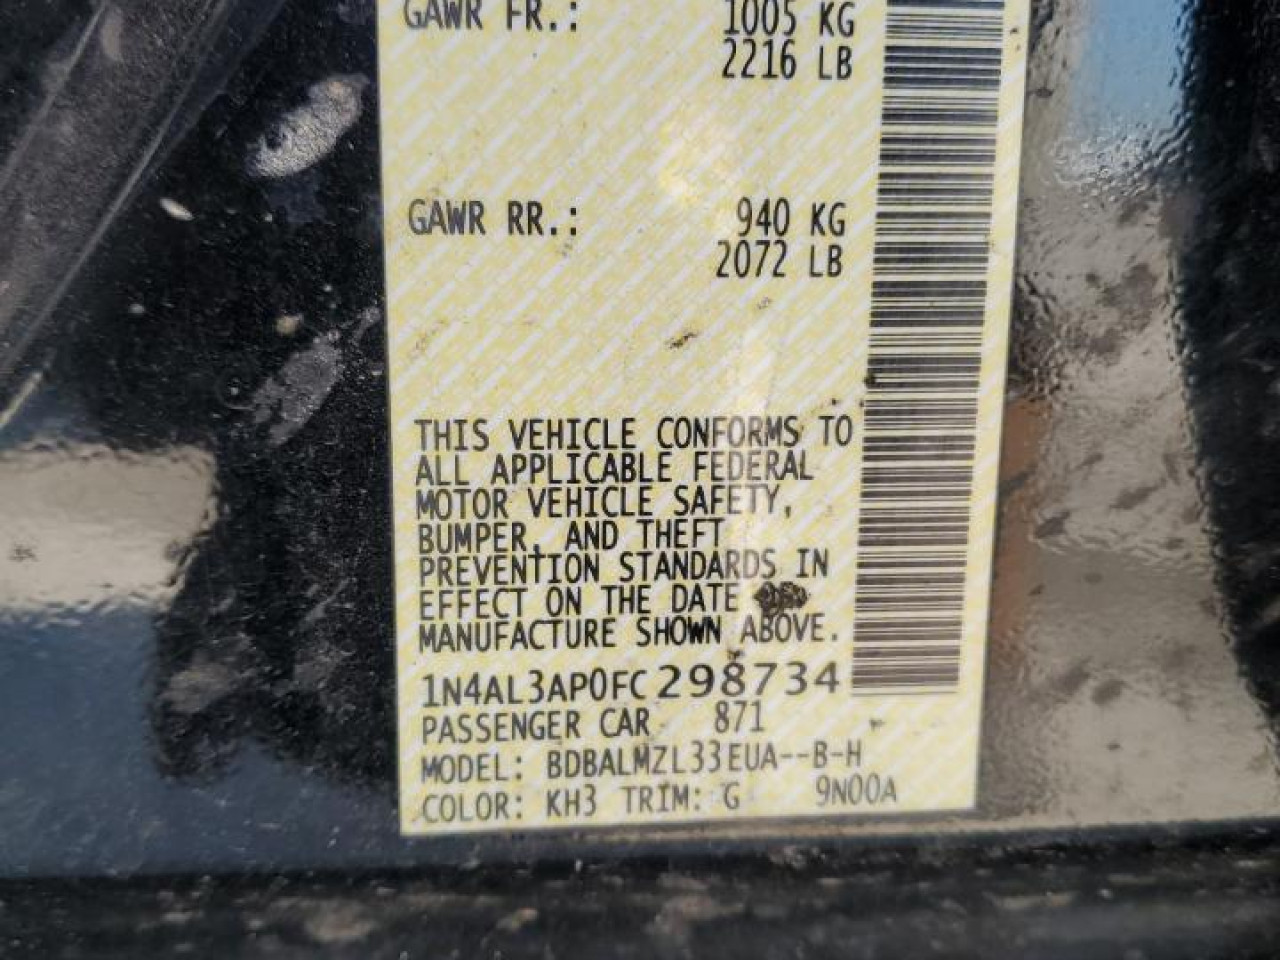 GAWR FR.: 1005 KG
2216 LB
GAWR RR.: 940 KG
2072 LB
THIS VEHICLE CONFORMS TO
ALL APPLICABLE FEDERAL
MOTOR VEHICLE SAFETY,
BUMPER, AND THEFT
PREVENTION STANDARDS IN
EFFECT ON THE DATE
MANUFACTURE SHOWN ABOVE.
1N4AL3AP0FC298734
PASSENGER CAR 871
MODEL: BDBALMZL33EUA--B-H
COLOR: KH3 TRIM: G 9N00A